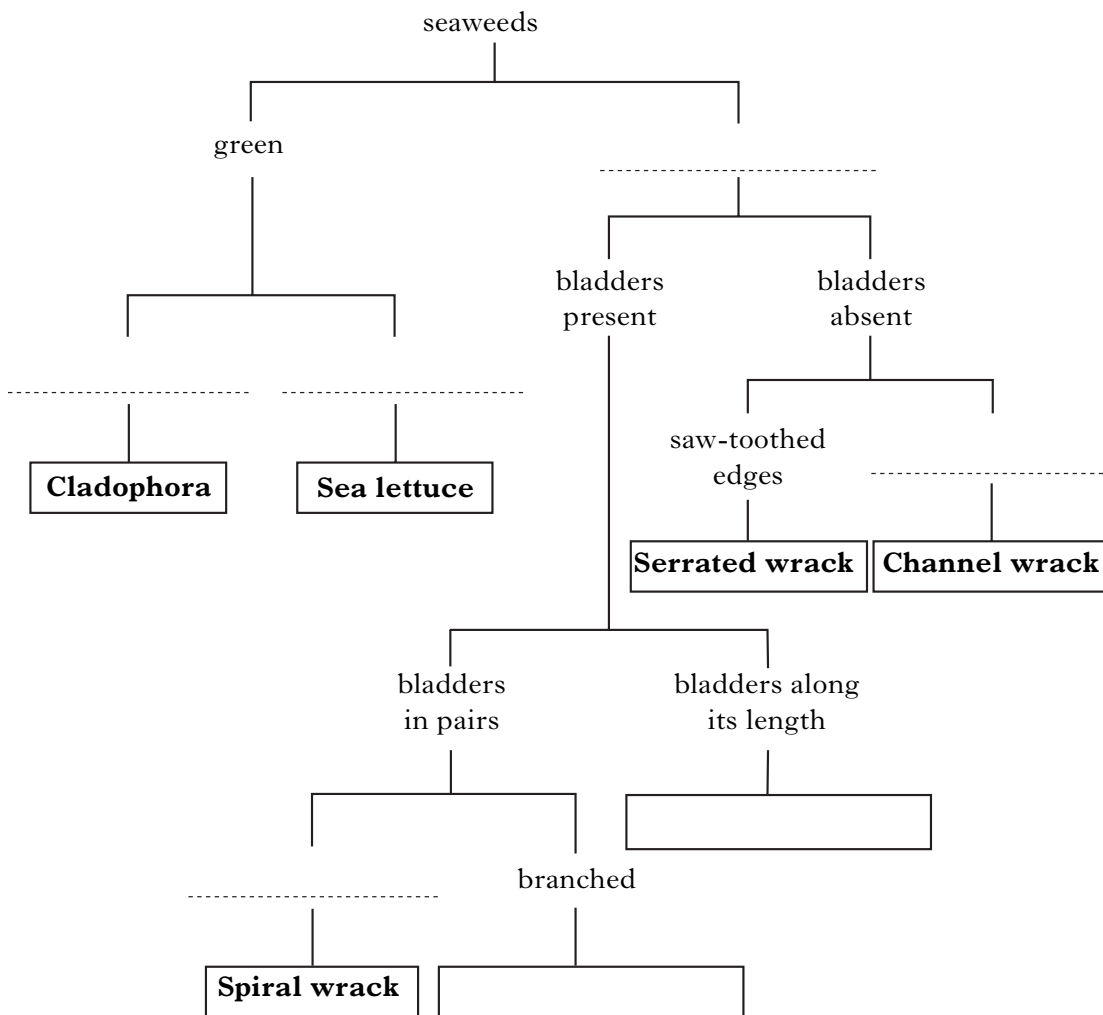 seaweeds
green
bladders
present
bladders
absent
saw-toothed
edges
Cladophora
Sea lettuce
Serrated wrack
Channel wrack
bladders
in pairs
bladders along
its length
branched
Spiral wrack